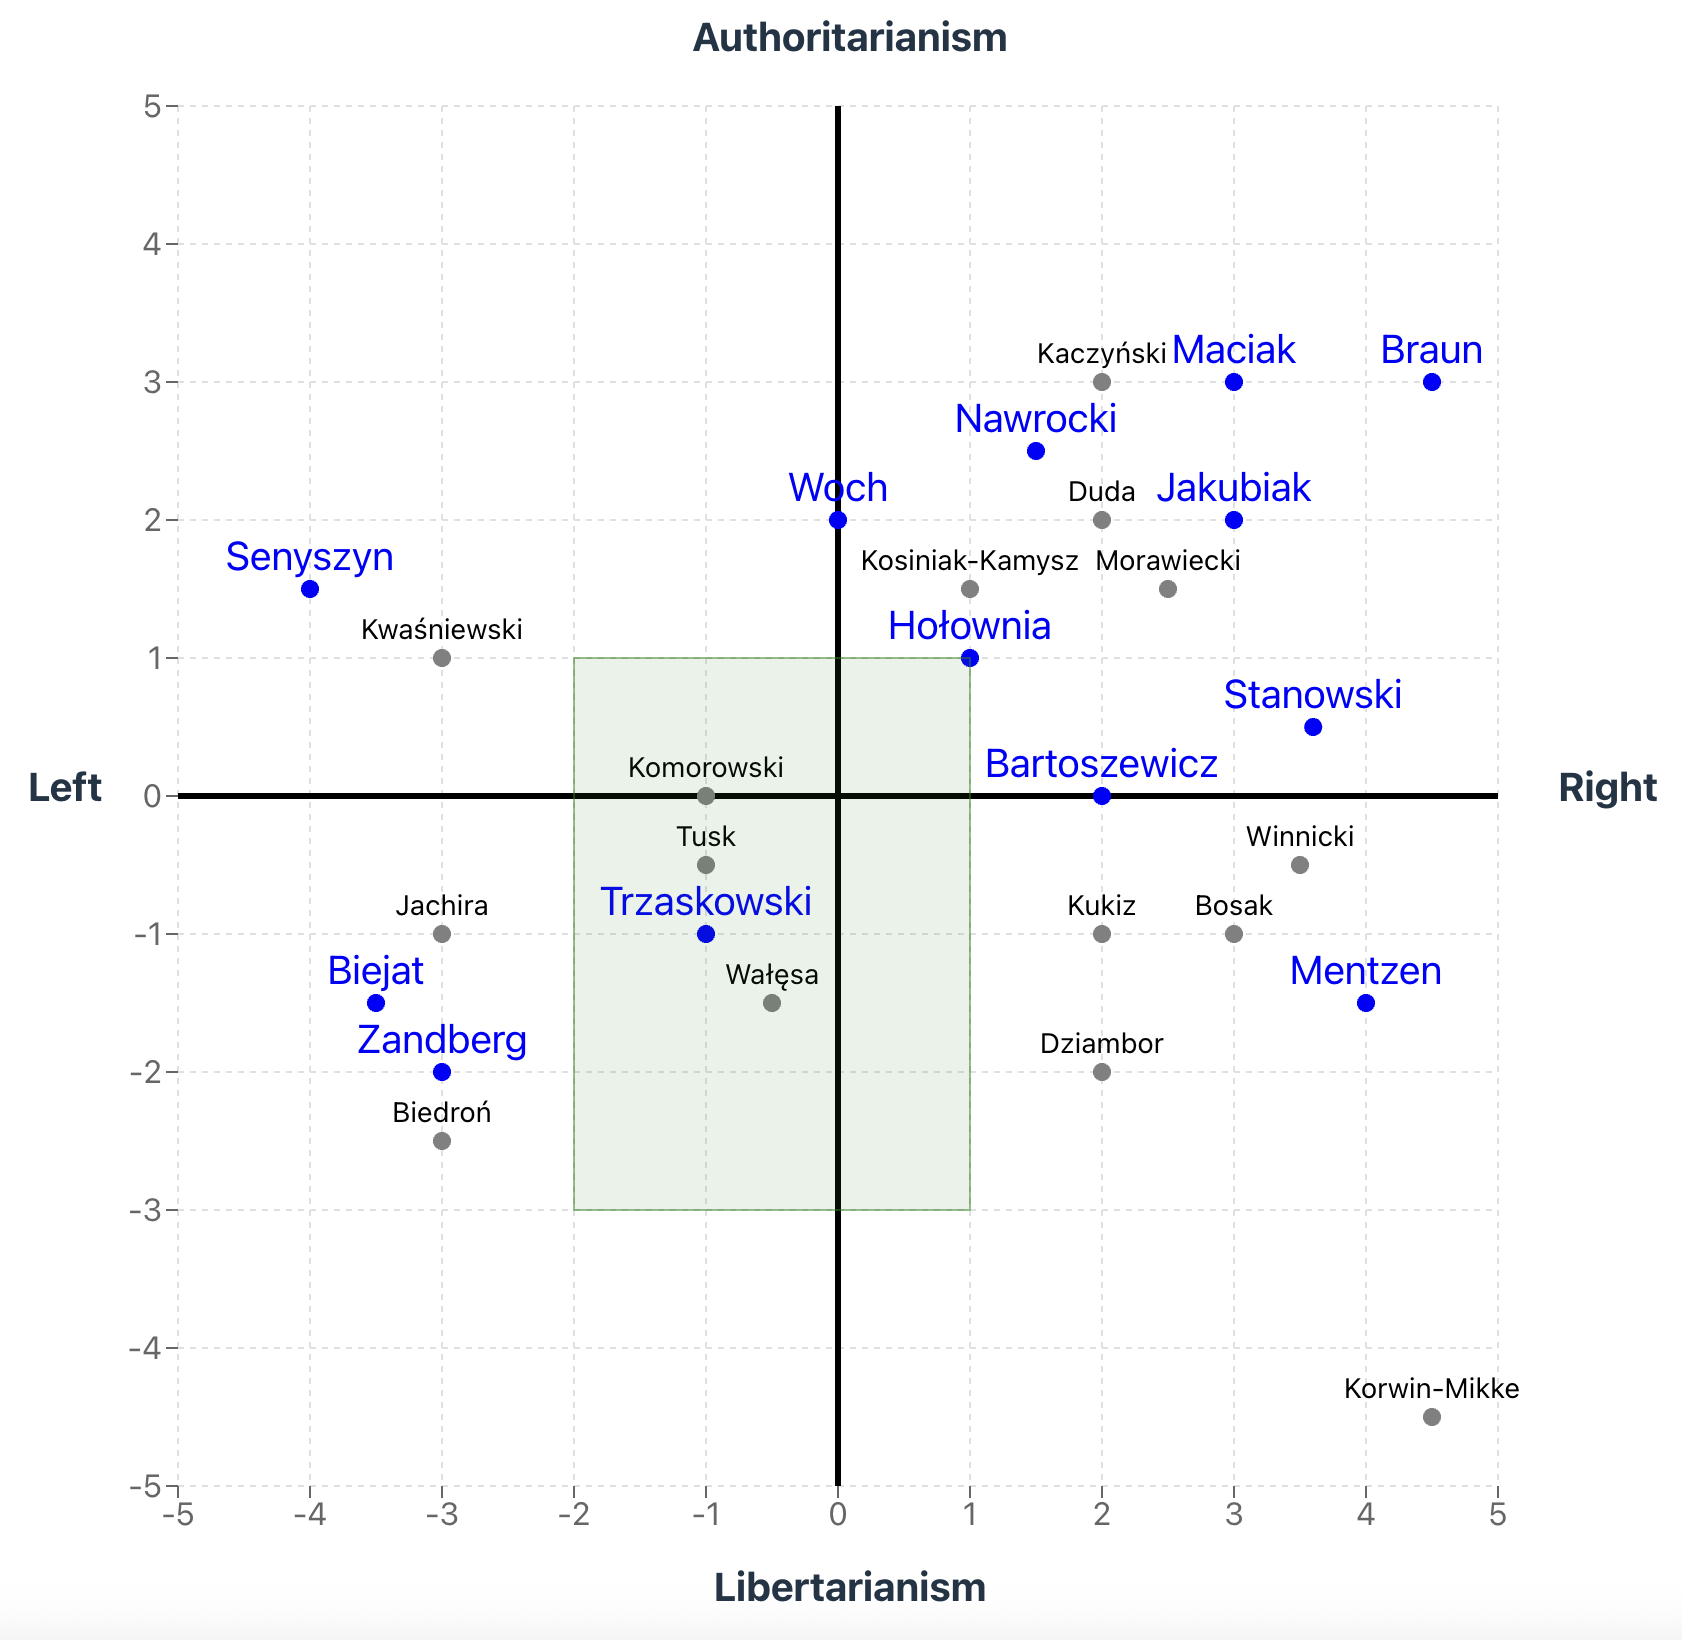 Authoritarianism
5
4
Kaczyński Maciak Braun
3
Nawrocki
Woch Duda Jakubiak
2
Senyszyn Kosiniak-Kamysz Morawiecki
Kwaśniewski Hołownia
1
Stanowski
Komorowski Bartoszewicz
Left 0 Right
Tusk Winnicki
Jachira Trzaskowski Kukiz Bosak
-1
Biejat Wałęsa Mentzen
Zandberg Dziambor
-2
Biedroń
-3
-4
Korwin-Mikke
-5
-5 -4 -3 -2 -1 0 1 2 3 4 5
Libertarianism